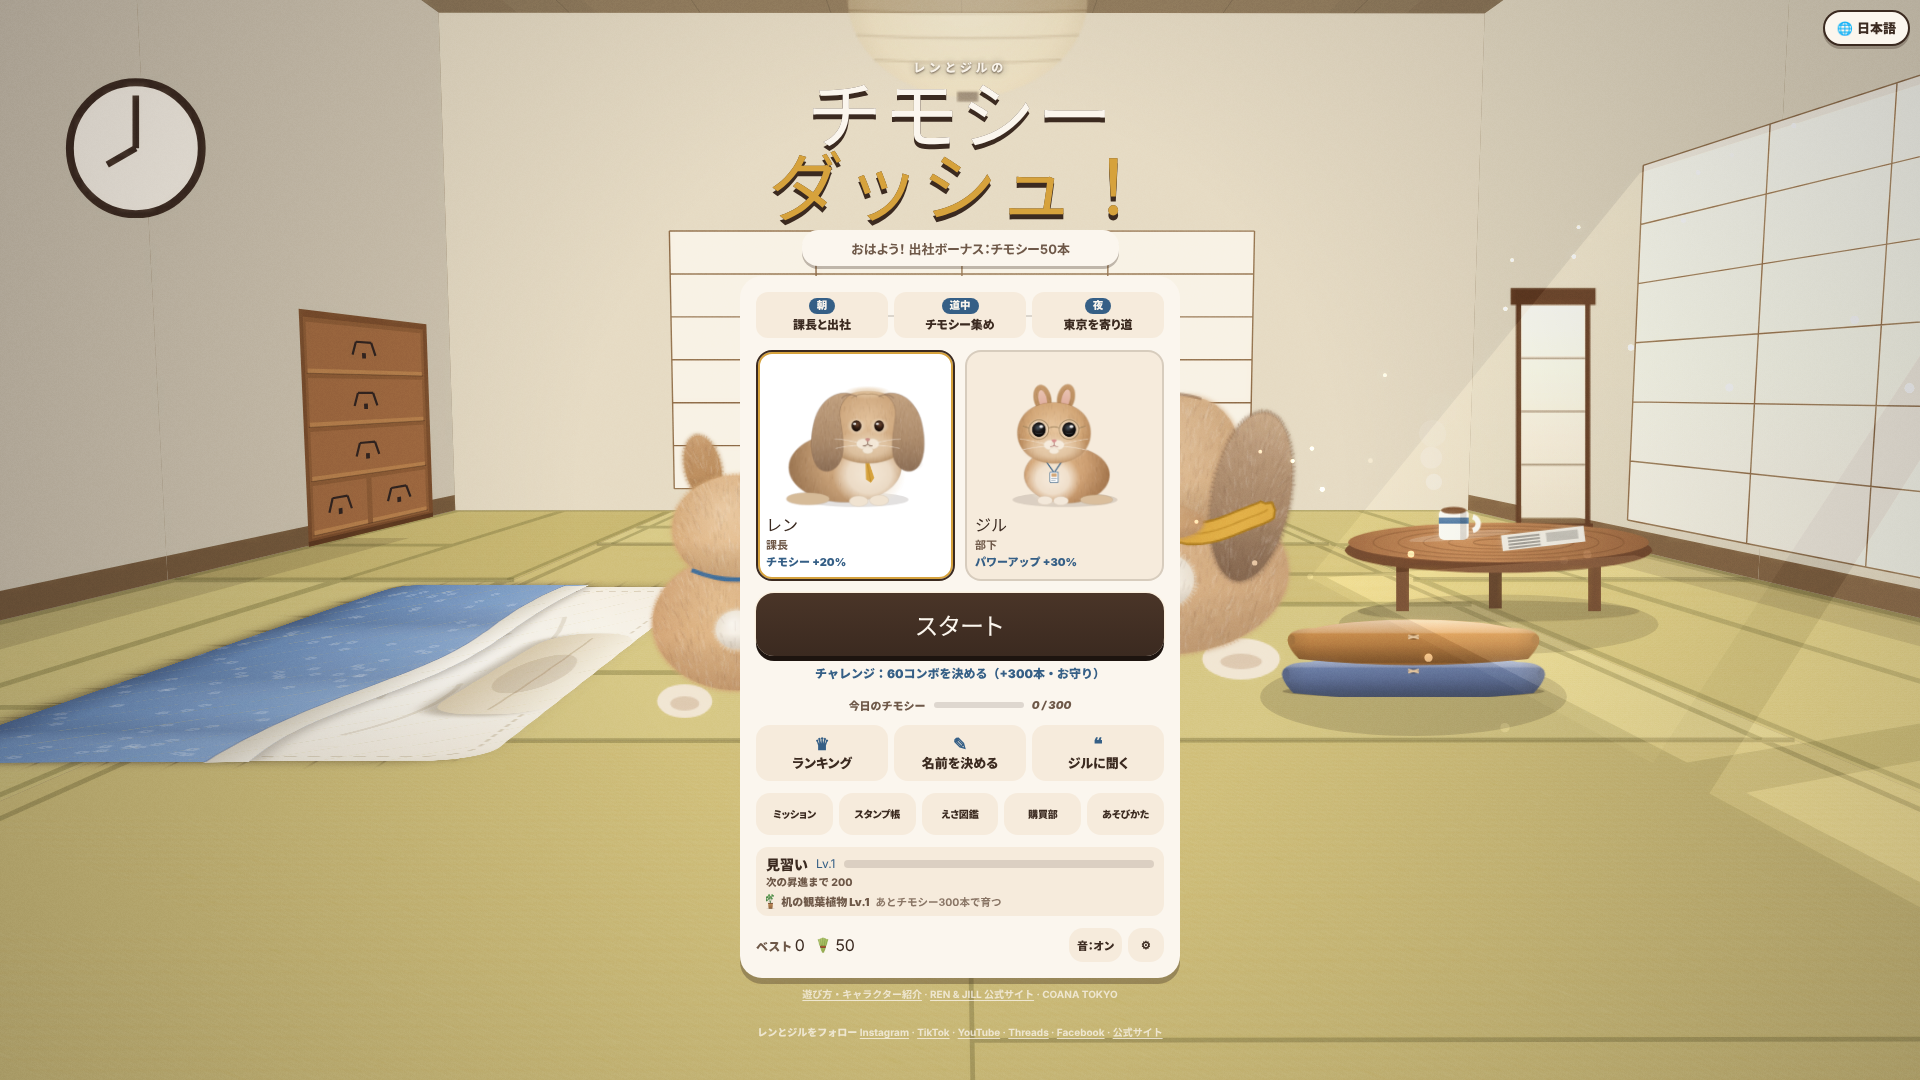 🌐 日本語
レンとジルの
チモシー
ダッシュ！
おはよう！出社ボーナス：チモシー50本
朝
課長と出社
道中
チモシー集め
夜
東京を寄り道
レン
課長
チモシー +20%
ジル
部下
パワーアップ +30%
スタート
チャレンジ：60コンボを決める（+300本・お守り）
今日のチモシー 0 / 300
♛
ランキング
✎
名前を決める
❝
ジルに聞く
ミッション
スタンプ帳
えさ図鑑
購買部
あそびかた
見習い Lv.1
次の昇進まで 200
机の観葉植物 Lv.1 あとチモシー300本で育つ
ベスト 0 50
音：オン
⚙
遊び方・キャラクター紹介 · REN & JILL 公式サイト · COANA TOKYO
レンとジルをフォロー Instagram · TikTok · YouTube · Threads · Facebook · 公式サイト